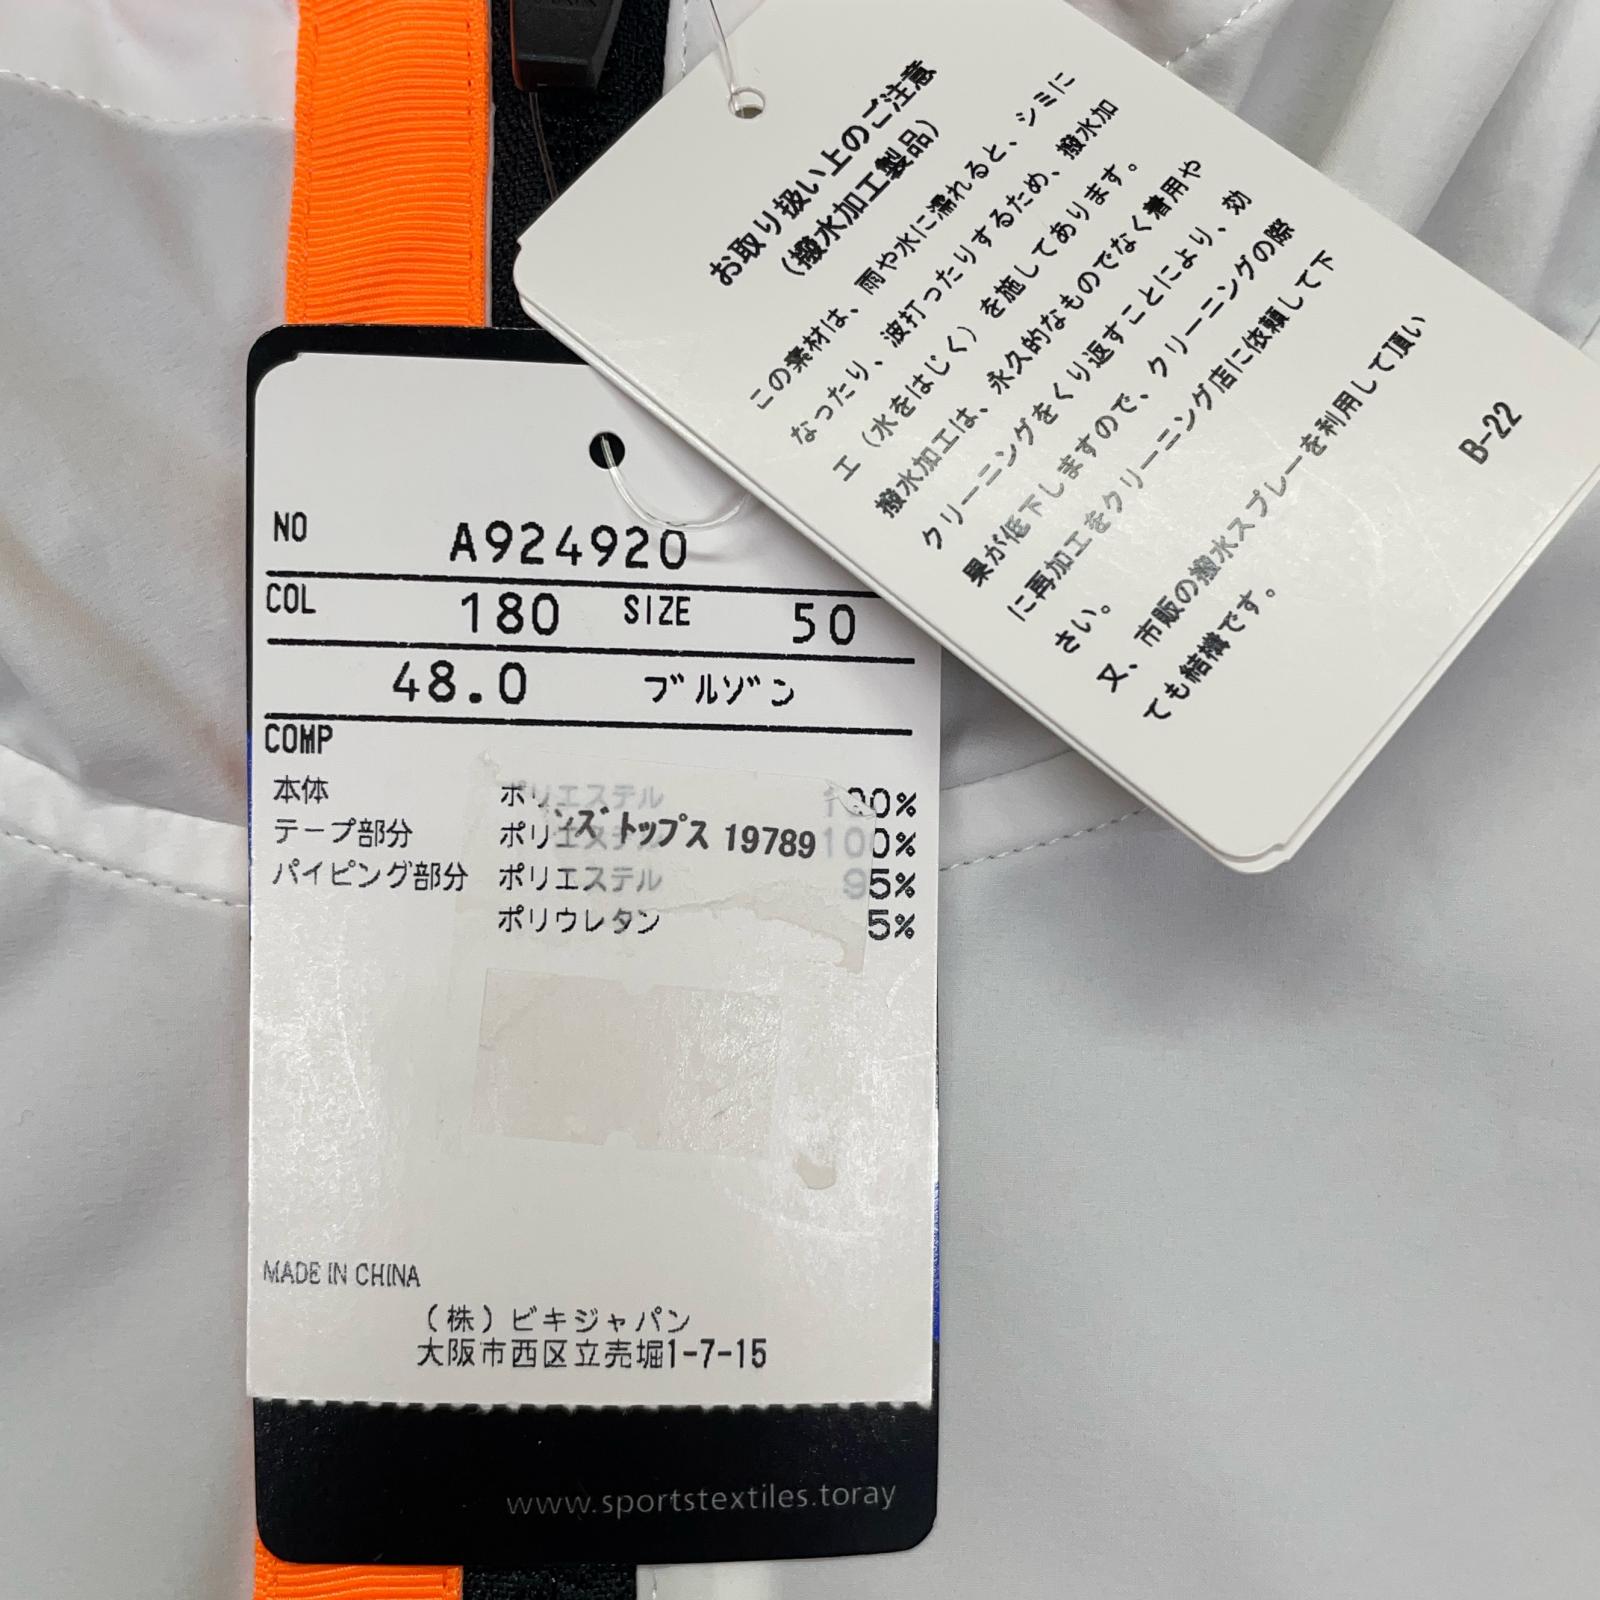 お取り扱い上のご注意
（撥水加工製品）
この素材は、雨や水に濡れると、シミに
なったり、波打ったりするため、撥水加
工（水をはじく）を施してあります。
撥水加工は、永久的なものでなく着用や
クリーニングをくり返すことにより、効
果が低下しますので、クリーニングの際
に再加工をクリーニング店に依頼して下
さい。
又、市販の撥水スプレーを利用して頂い
ても結構です。
B-22
NO A924920
COL 180 SIZE 50
48.0 ブルゾン
COMP
本体 ポリエステル 100%
テープ部分 ポリエステル 100%
ンズ トップス 19789
パイピング部分 ポリエステル 95%
ポリウレタン 5%
MADE IN CHINA
（株）ビキジャパン
大阪市西区立売堀1-7-15
www.sportstextiles.toray